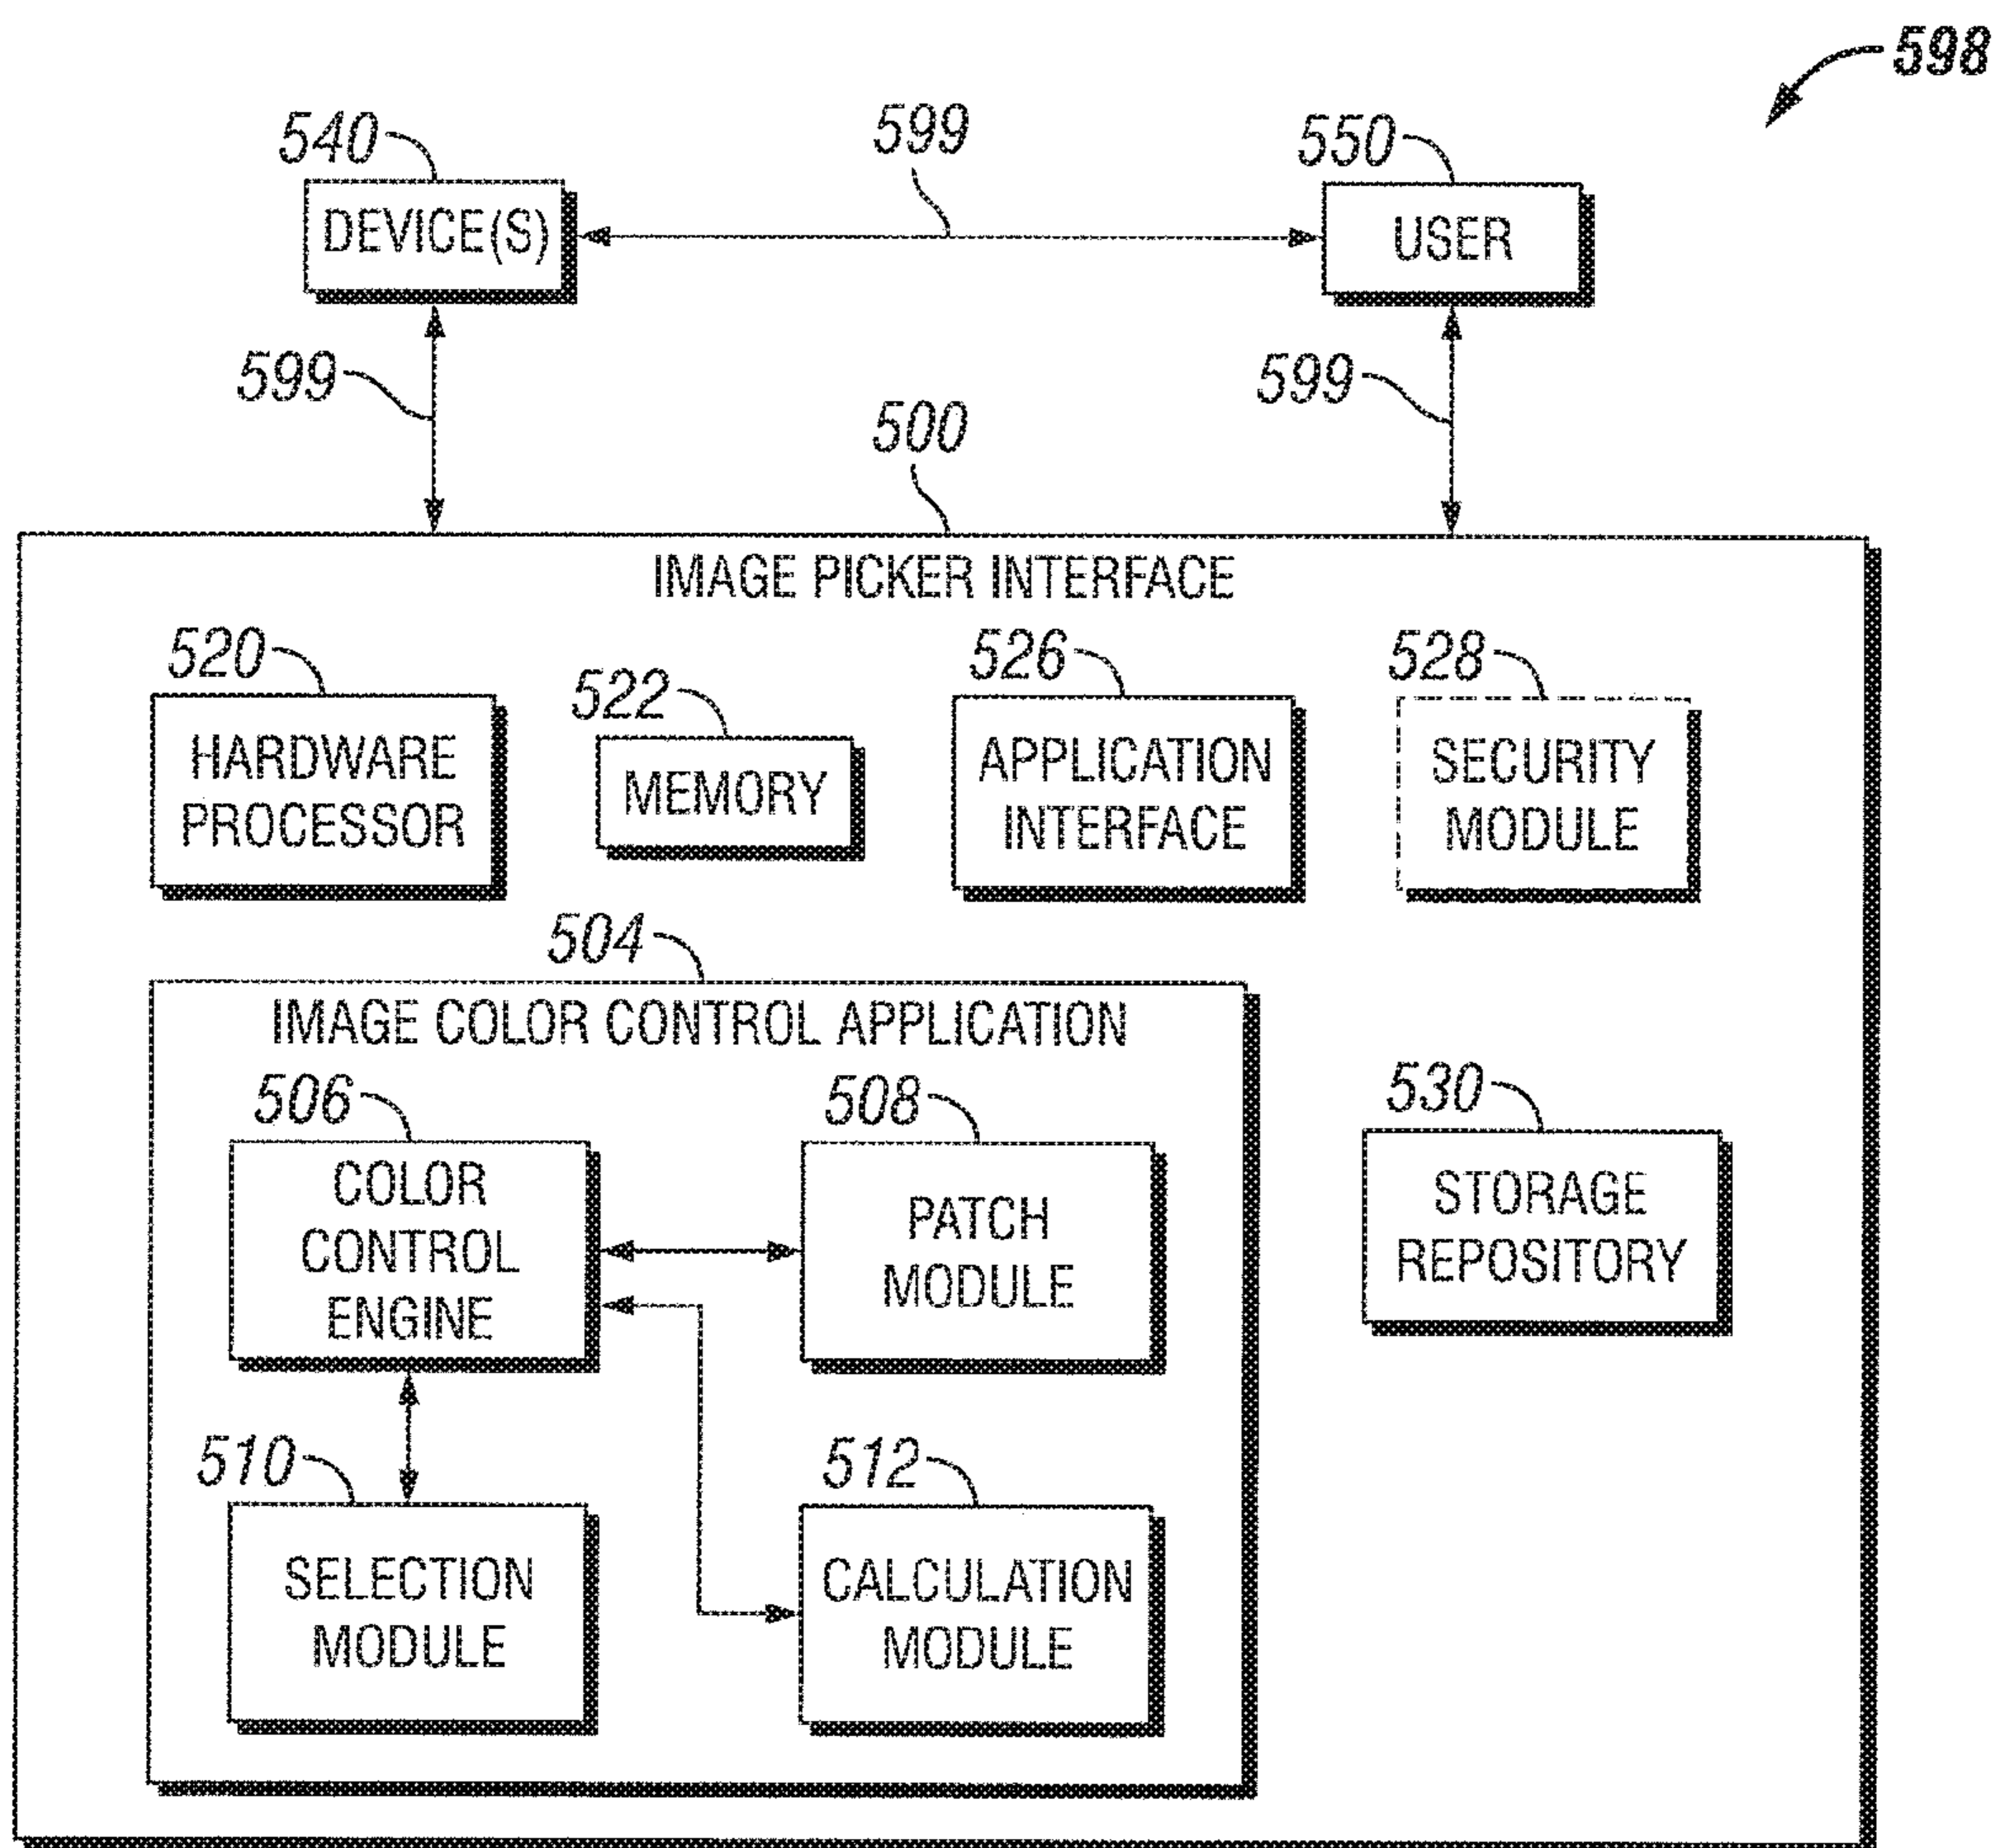 598
540
599
550
DEVICE(S)
USER
599
599
500
IMAGE PICKER INTERFACE
520
522
526
528
HARDWARE
PROCESSOR
MEMORY
APPLICATION
INTERFACE
SECURITY
MODULE
504
IMAGE COLOR CONTROL APPLICATION
506
508
530
COLOR
CONTROL
ENGINE
PATCH
MODULE
STORAGE
REPOSITORY
510
512
SELECTION
MODULE
CALCULATION
MODULE